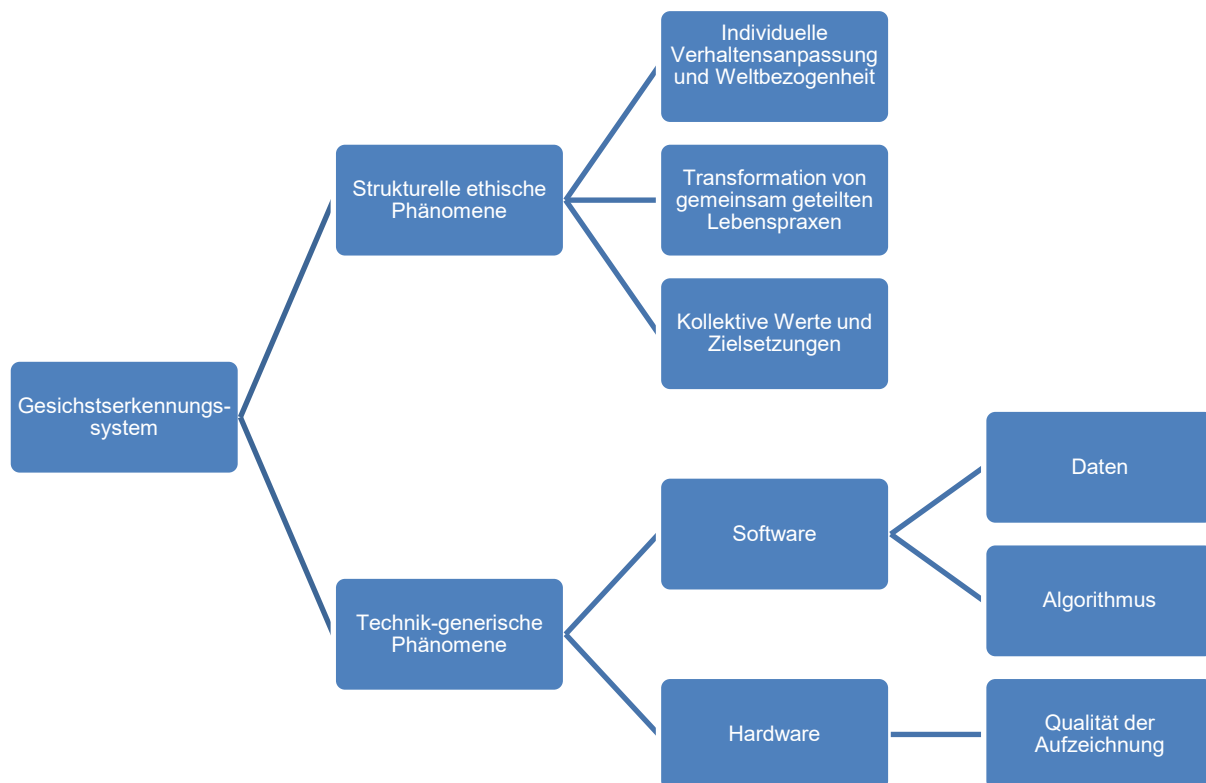 Individuelle
Verhaltensanpassung
und Weltbezogenheit
Strukturelle ethische
Phänomene
Transformation von
gemeinsam geteilten
Lebenspraxen
Kollektive Werte und
Zielsetzungen
Gesichstserkennungs-
system
Daten
Software
Algorithmus
Technik-generische
Phänomene
Hardware
Qualität der
Aufzeichnung